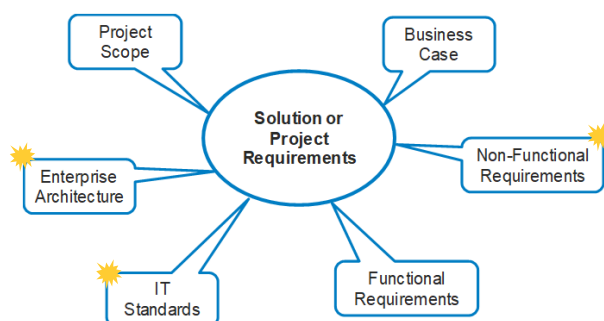 Project
Scope
Business
Case
Solution or
Project
Requirements
Enterprise
Architecture
Non-Functional
Requirements
IT
Standards
Functional
Requirements